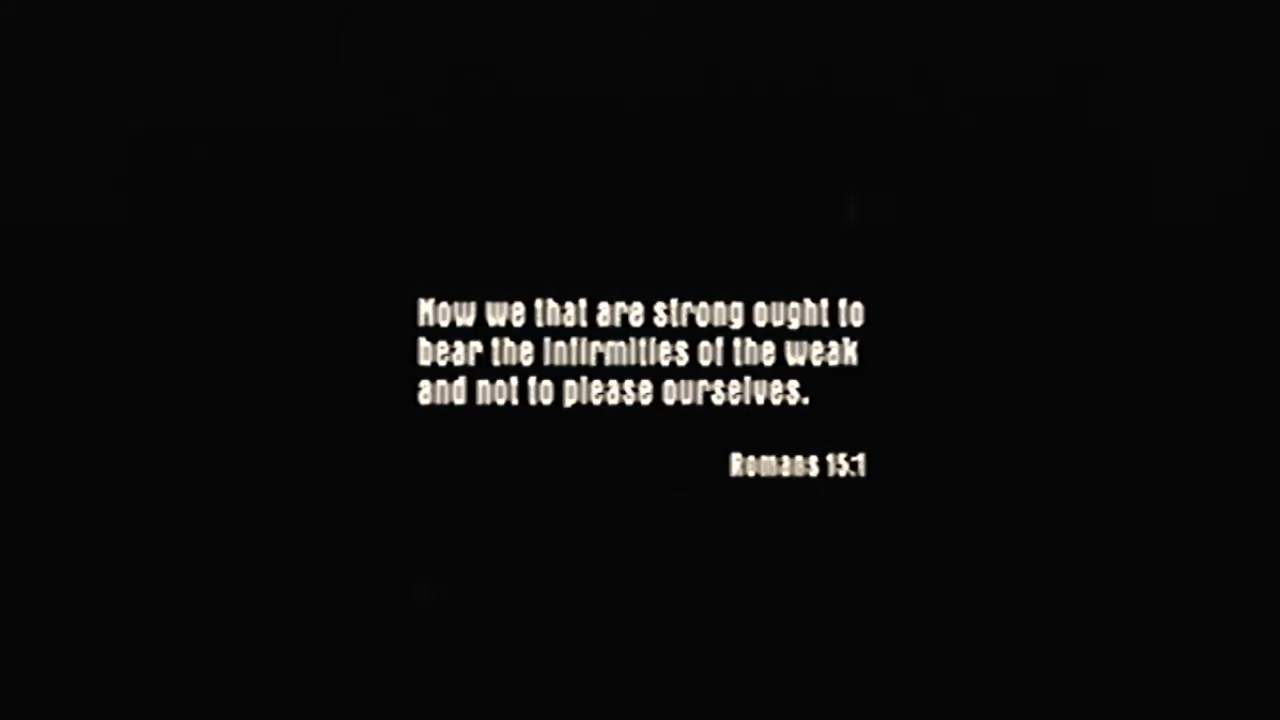 Now we that are strong ought to
bear the infirmities of the weak
and not to please ourselves.
Romans 15:1